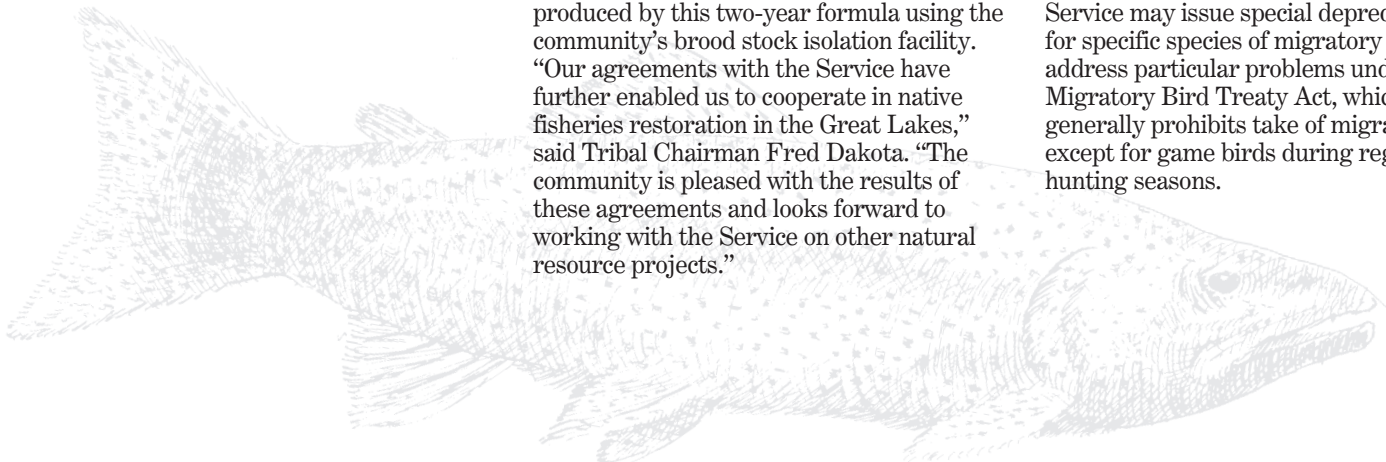 produced by this two-year formula using the
community’s brood stock isolation facility.
“Our agreements with the Service have
further enabled us to cooperate in native
fisheries restoration in the Great Lakes,”
said Tribal Chairman Fred Dakota. “The
community is pleased with the results of
these agreements and looks forward to
working with the Service on other natural
resource projects.”
Service may issue special
for specific species of migratory
address particular problems
Migratory Bird Treaty Act,
generally prohibits take of
except for game birds during
hunting seasons.